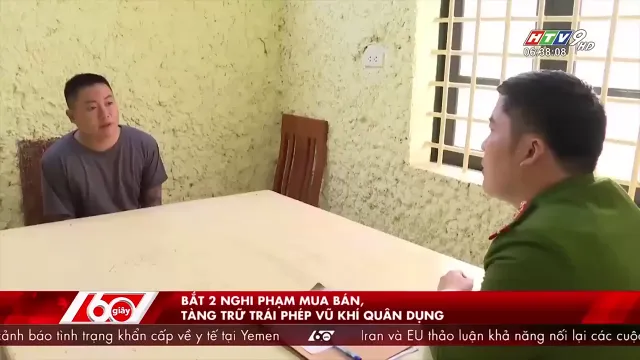 HTV9 HD
06:38:08
60 giây
BẮT 2 NGHI PHẠM MUA BÁN,
TÀNG TRỮ TRÁI PHÉP VŨ KHÍ QUÂN DỤNG
cảnh báo tình trạng khẩn cấp về y tế tại Yemen 60 Iran và EU thảo luận khả năng nối lại các cuộc